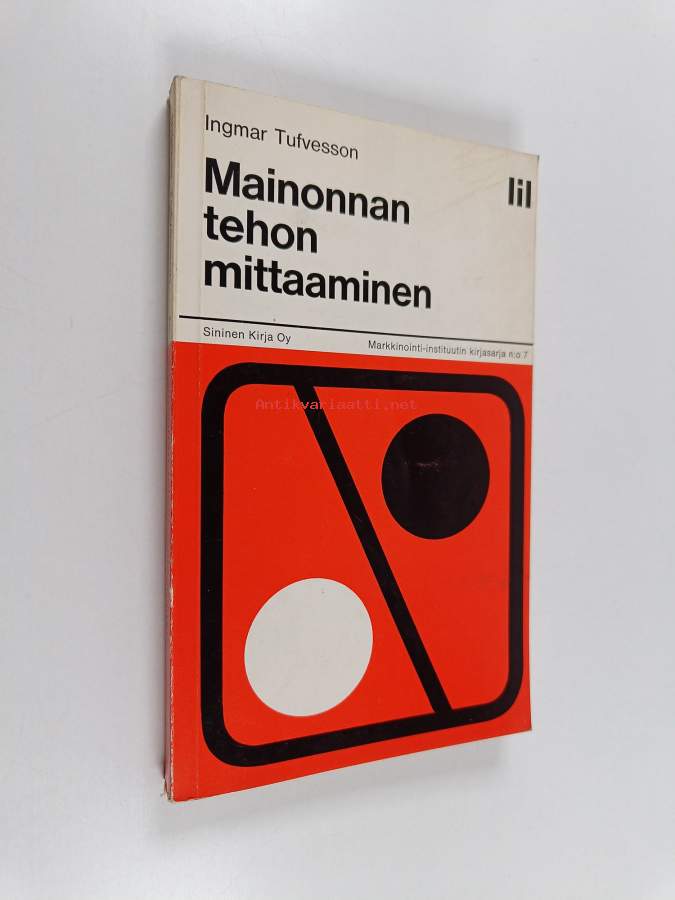 Ingmar Tufvesson
Mainonnan
tehon
mittaaminen
lil
Sininen Kirja Oy
Markkinointi-instituutin kirjasarja n:o 7
Antikvariaatti.net